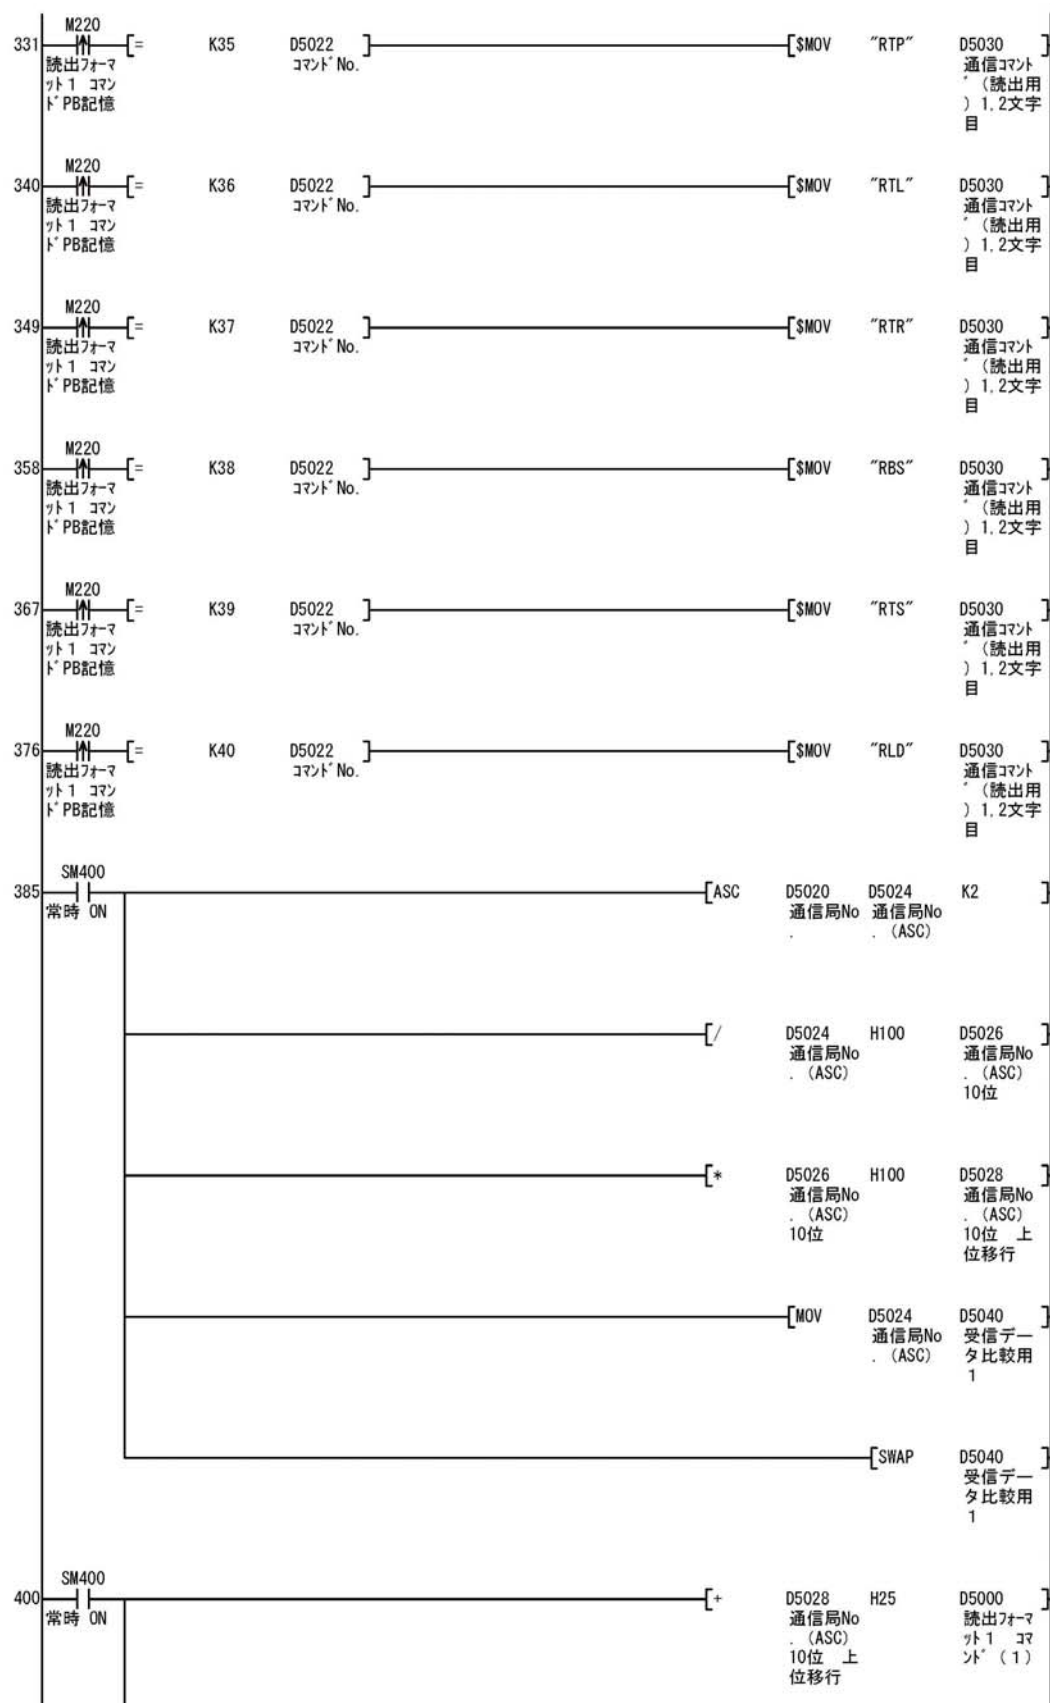 M220
331 [= K35 D5022 ] [$MOV "RTP" D5030 ]
読出フォーマ コマンド No. 通信コマンド
ット1 コマン （読出用
ド PB記憶 ）1,2文字
目
M220
340 [= K36 D5022 ] [$MOV "RTL" D5030 ]
読出フォーマ コマンド No. 通信コマンド
ット1 コマン （読出用
ド PB記憶 ）1,2文字
目
M220
349 [= K37 D5022 ] [$MOV "RTR" D5030 ]
読出フォーマ コマンド No. 通信コマンド
ット1 コマン （読出用
ド PB記憶 ）1,2文字
目
M220
358 [= K38 D5022 ] [$MOV "RBS" D5030 ]
読出フォーマ コマンド No. 通信コマンド
ット1 コマン （読出用
ド PB記憶 ）1,2文字
目
M220
367 [= K39 D5022 ] [$MOV "RTS" D5030 ]
読出フォーマ コマンド No. 通信コマンド
ット1 コマン （読出用
ド PB記憶 ）1,2文字
目
M220
376 [= K40 D5022 ] [$MOV "RLD" D5030 ]
読出フォーマ コマンド No. 通信コマンド
ット1 コマン （読出用
ド PB記憶 ）1,2文字
目
SM400
385 [ASC D5020 D5024 K2 ]
常時 ON 通信局No 通信局No
. . (ASC)
[/ D5024 H100 D5026 ]
通信局No 通信局No
. (ASC) . (ASC)
10位
[* D5026 H100 D5028 ]
通信局No 通信局No
. (ASC) . (ASC)
10位 10位 上
位移行
[MOV D5024 D5040 ]
通信局No 受信デー
. (ASC) タ比較用
1
[SWAP D5040 ]
受信デー
タ比較用
1
SM400
400 [+ D5028 H25 D5000 ]
常時 ON 通信局No 読出フォーマ
. (ASC) ット1 コマ
10位 上 ンド（1）
位移行